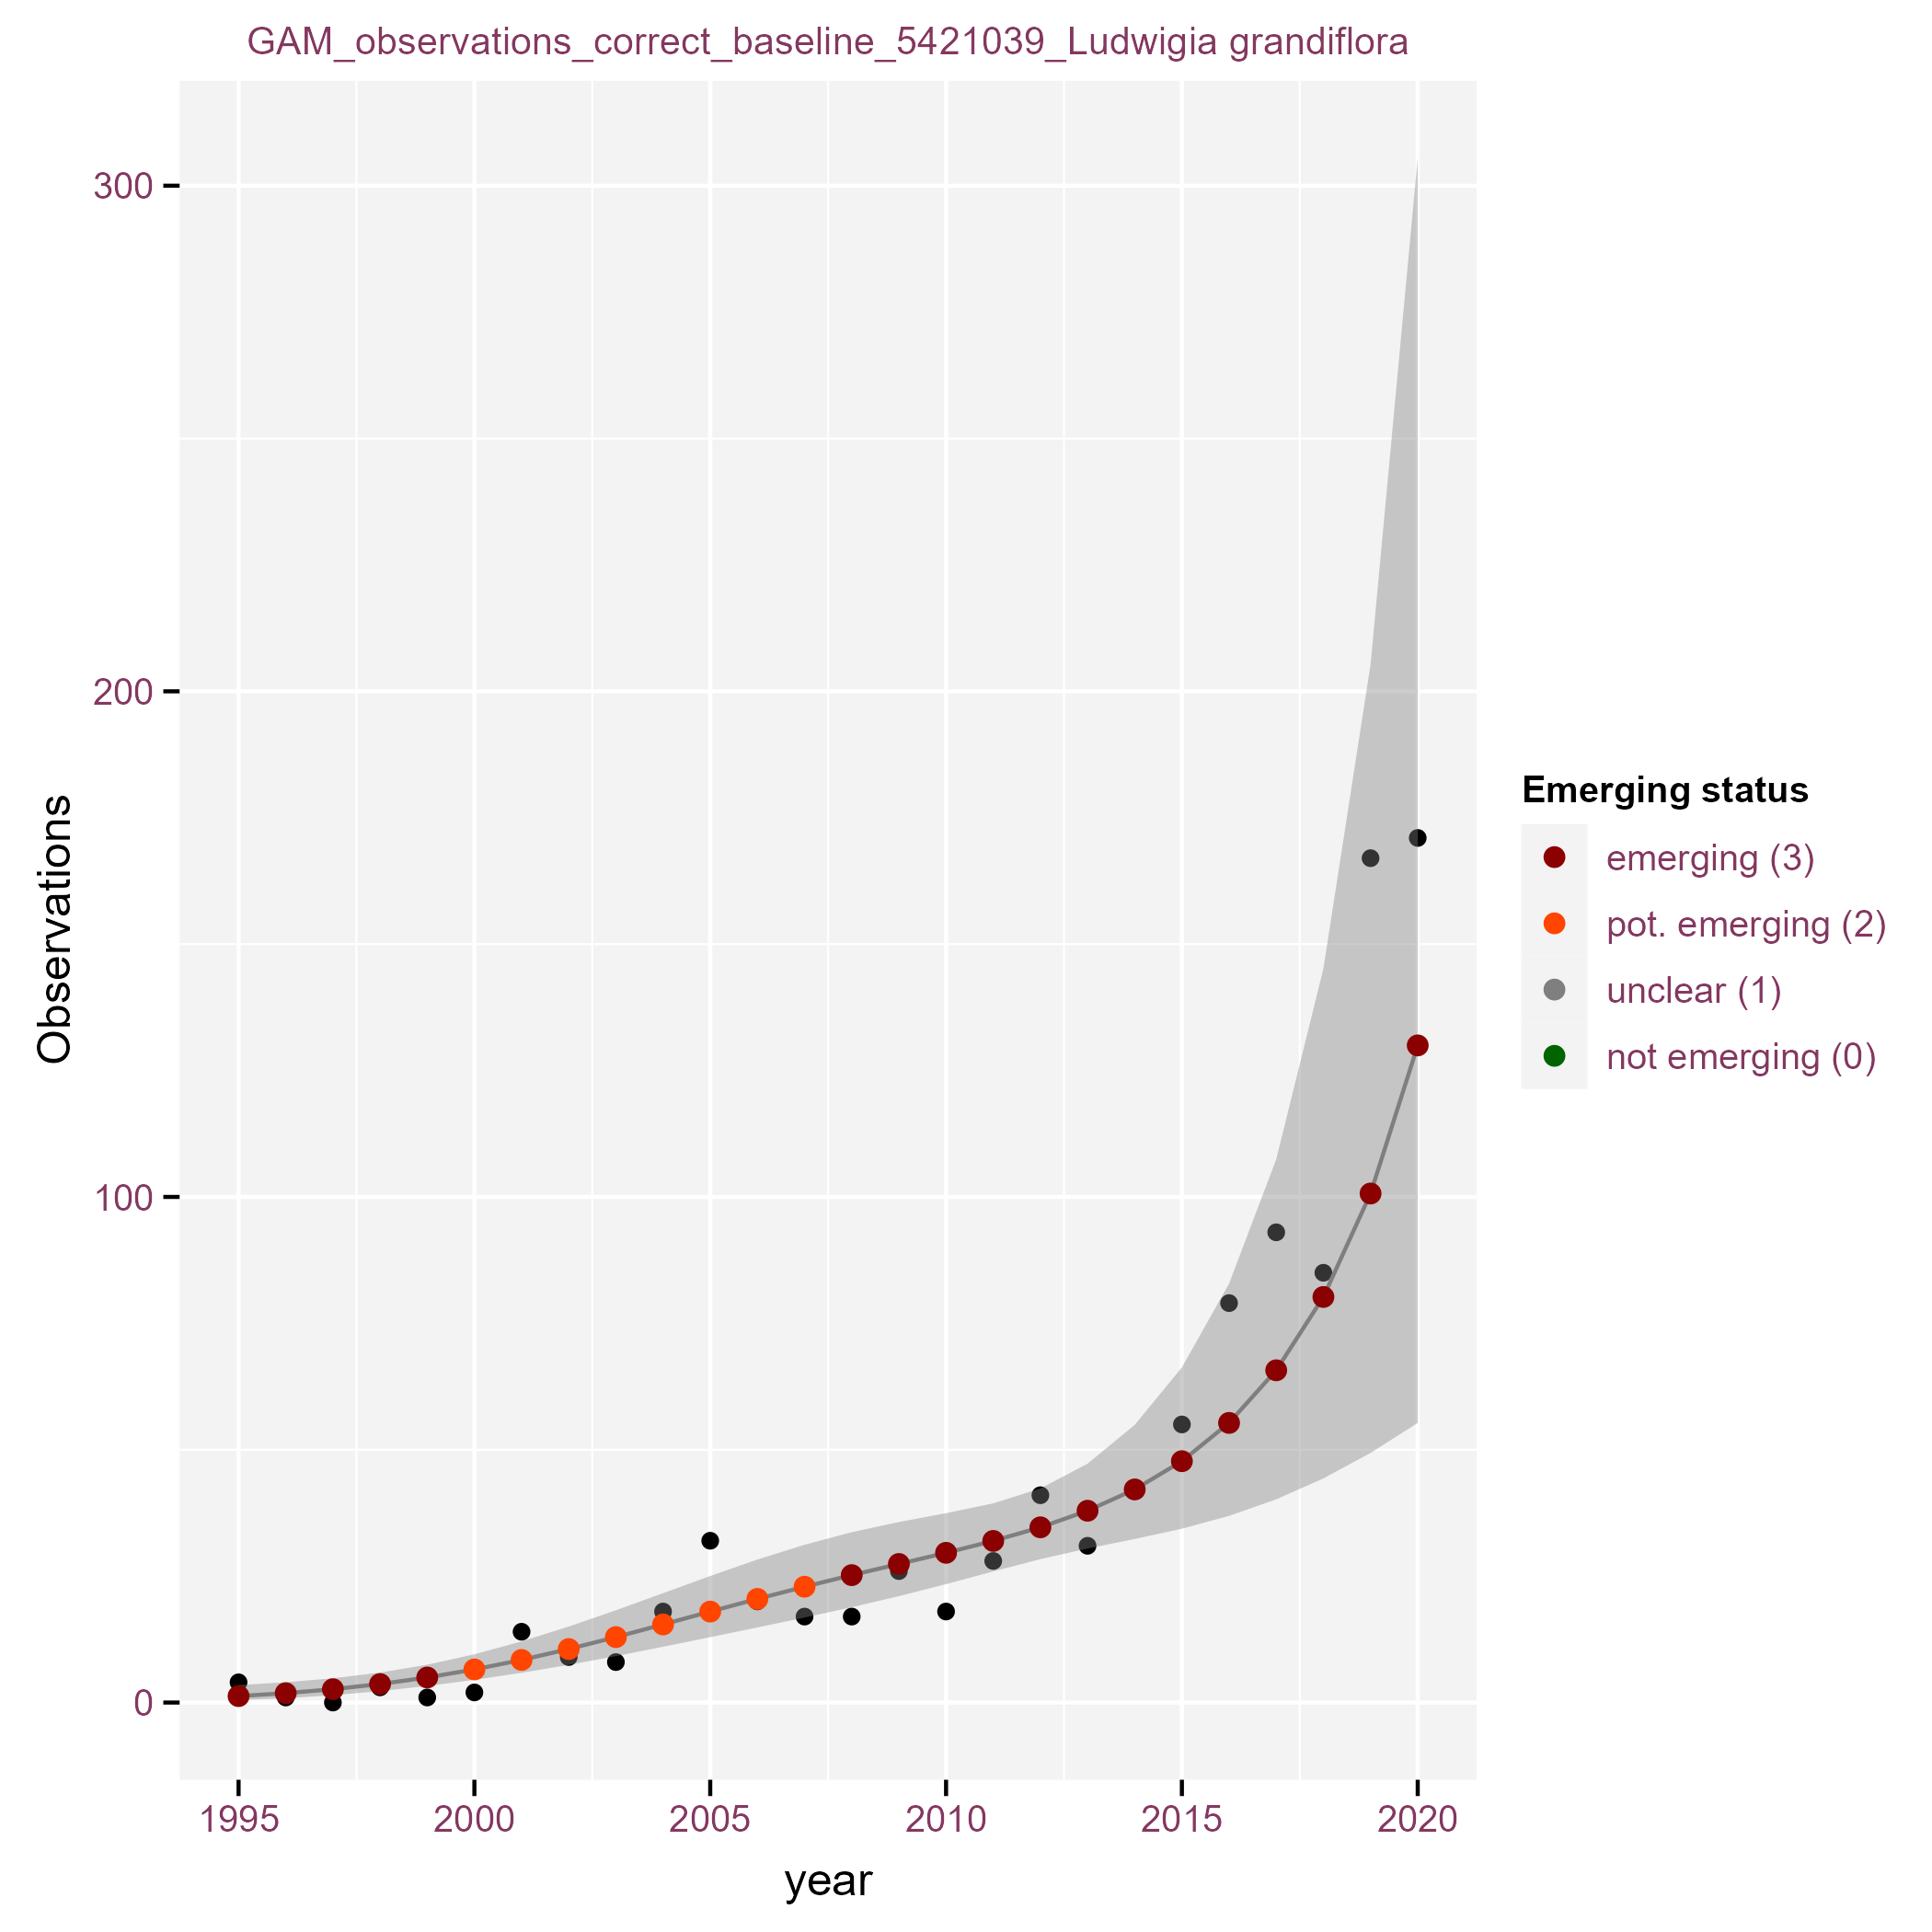 GAM_observations_correct_baseline_5421039_Ludwigia grandiflora
300
200
100
0
Observations
1995 2000 2005 2010 2015 2020
year
Emerging status
emerging (3)
pot. emerging (2)
unclear (1)
not emerging (0)